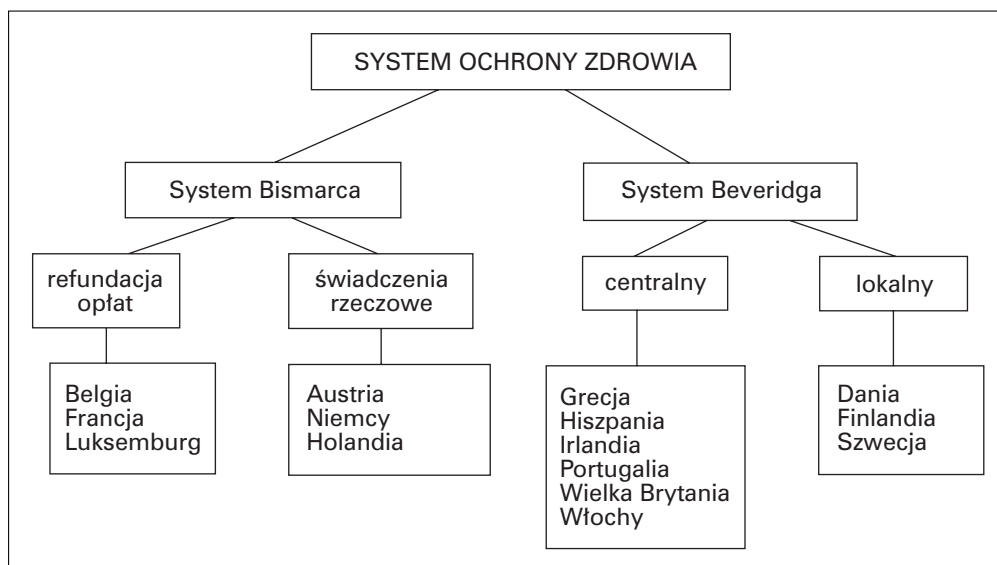 SYSTEM OCHRONY ZDROWIA
System Bismarca
System Beveridga
refundacja
opłat
świadczenia
rzeczowe
centralny
lokalny
Belgia
Francja
Luksemburg
Austria
Niemcy
Holandia
Grecja
Hiszpania
Irlandia
Portugalia
Wielka Brytania
Włochy
Dania
Finlandia
Szwecja